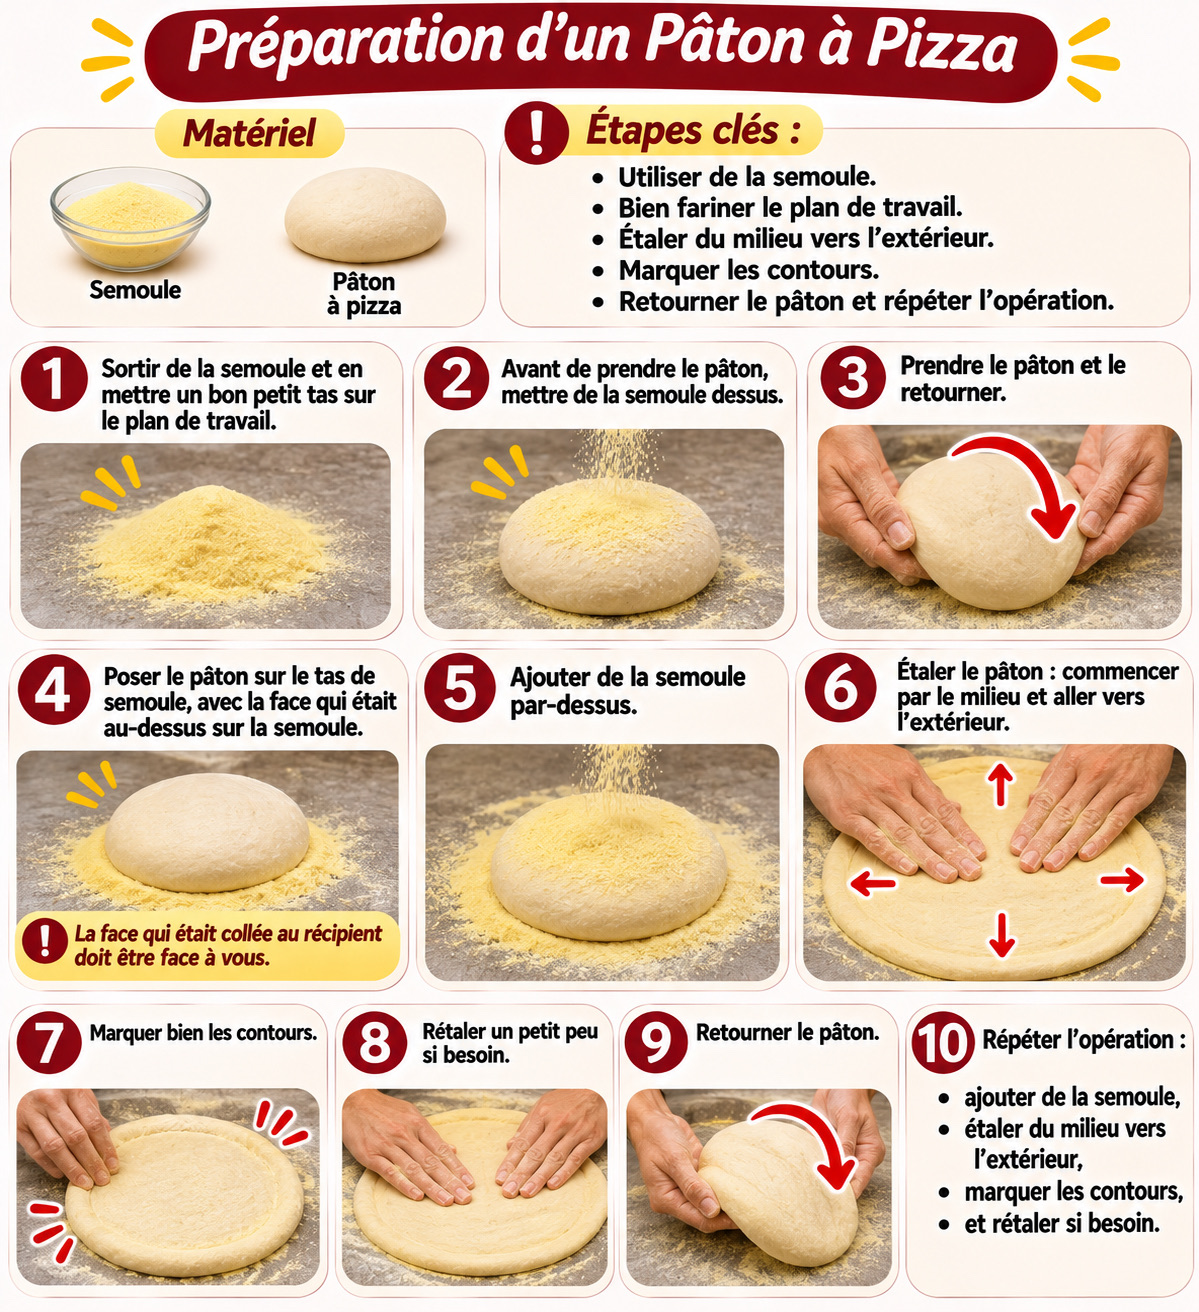 Préparation d'un Pâton à Pizza
Matériel
Semoule
Pâton
à pizza
! Étapes clés :
• Utiliser de la semoule.
• Bien fariner le plan de travail.
• Étaler du milieu vers l'extérieur.
• Marquer les contours.
• Retourner le pâton et répéter l'opération.
1
Sortir de la semoule et en
mettre un bon petit tas sur
le plan de travail.
2
Avant de prendre le pâton,
mettre de la semoule dessus.
3
Prendre le pâton et le
retourner.
4
Poser le pâton sur le tas de
semoule, avec la face qui était
au-dessus sur la semoule.
! La face qui était collée au récipient
doit être face à vous.
5
Ajouter de la semoule
par-dessus.
6
Étaler le pâton : commencer
par le milieu et aller vers
l'extérieur.
7
Marquer bien les contours.
8
Rétaler un petit peu
si besoin.
9
Retourner le pâton.
10
Répéter l'opération :
• ajouter de la semoule,
• étaler du milieu vers
l'extérieur,
• marquer les contours,
• et rétaler si besoin.